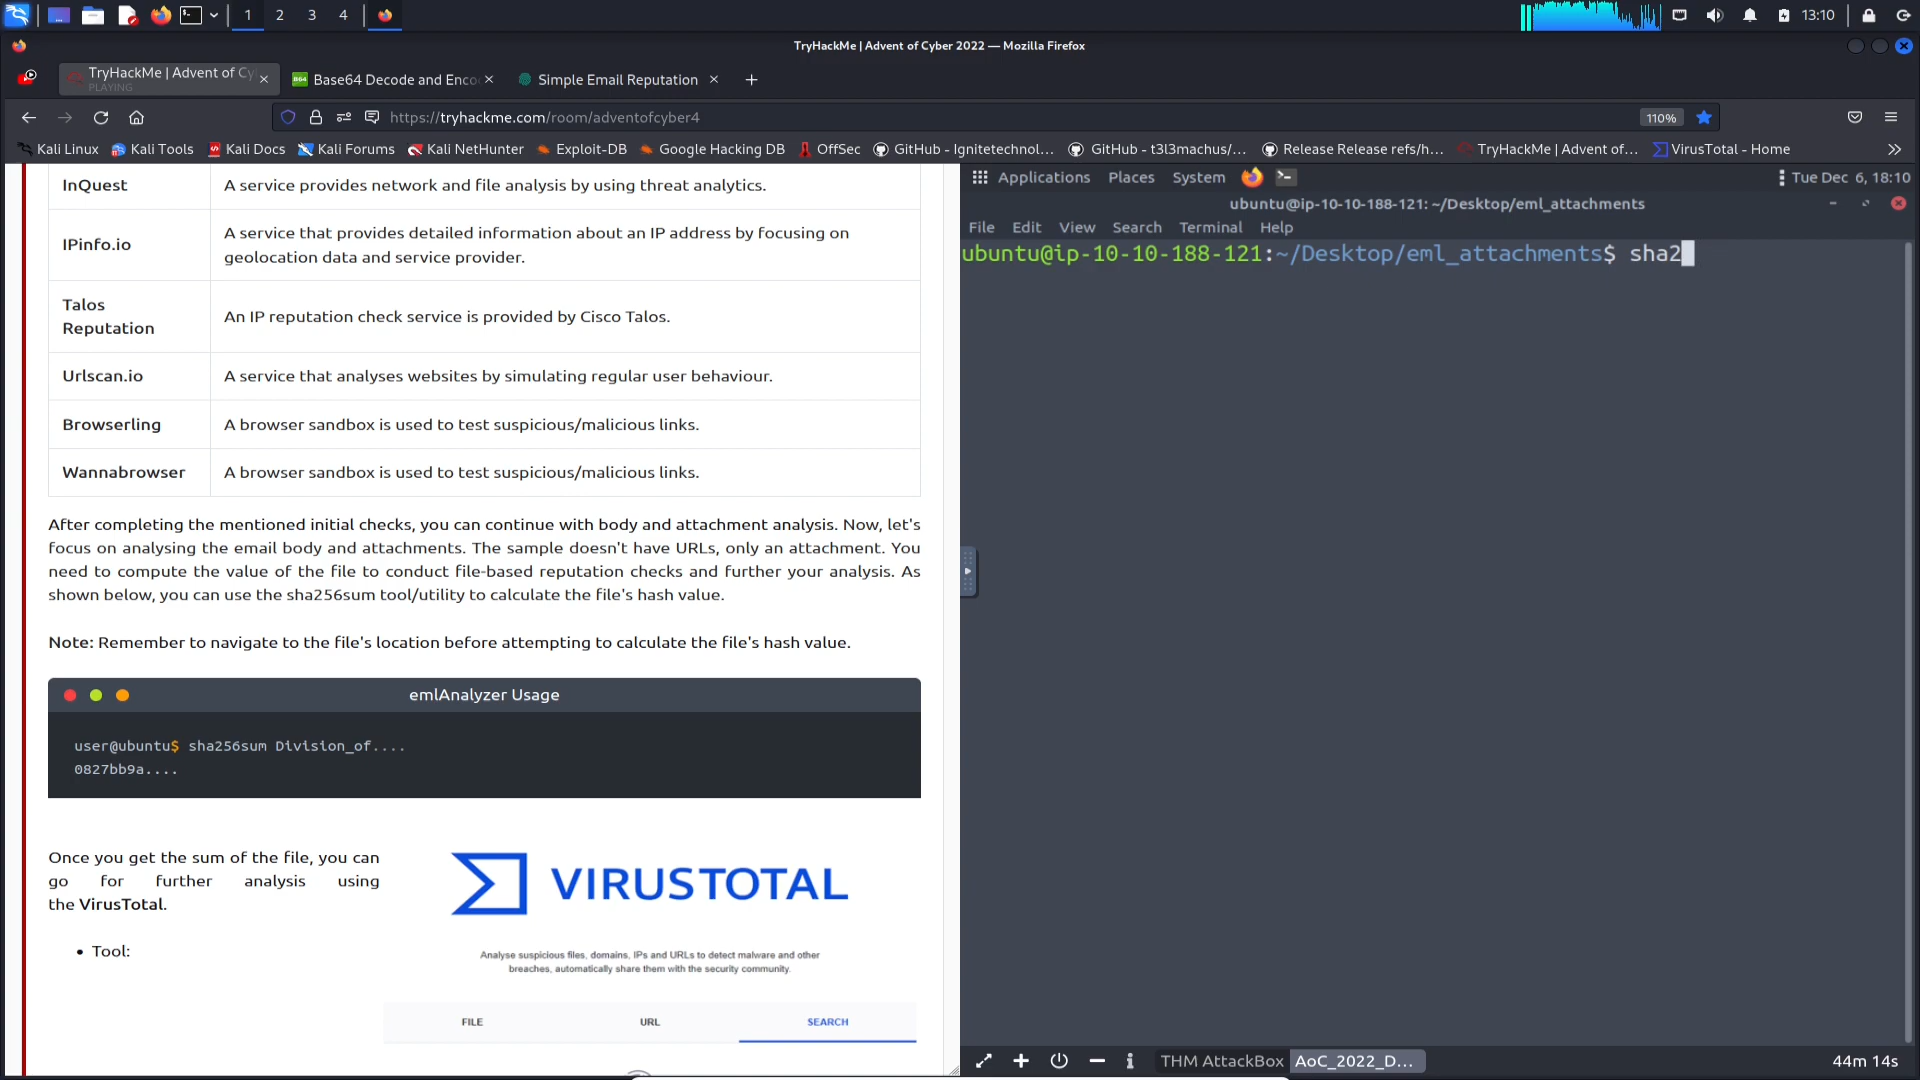 1
2
3
4
13:10
TryHackMe | Advent of Cyber 2022 — Mozilla Firefox
TryHackMe | Advent of Cy
PLAYING
Base64 Decode and Enco
Simple Email Reputation
https://tryhackme.com/room/adventofcyber4
110%
Kali Linux
Kali Tools
Kali Docs
Kali Forums
Kali NetHunter
Exploit-DB
Google Hacking DB
OffSec
GitHub - Ignitetechnol...
GitHub - t3l3machus/...
Release Release refs/h...
TryHackMe | Advent of...
VirusTotal - Home
InQuest
A service provides network and file analysis by using threat analytics.
IPinfo.io
A service that provides detailed information about an IP address by focusing on
geolocation data and service provider.
Talos
Reputation
An IP reputation check service is provided by Cisco Talos.
Urlscan.io
A service that analyses websites by simulating regular user behaviour.
Browserling
A browser sandbox is used to test suspicious/malicious links.
Wannabrowser
A browser sandbox is used to test suspicious/malicious links.
After completing the mentioned initial checks, you can continue with body and attachment analysis. Now, let's
focus on analysing the email body and attachments. The sample doesn't have URLs, only an attachment. You
need to compute the value of the file to conduct file-based reputation checks and further your analysis. As
shown below, you can use the sha256sum tool/utility to calculate the file's hash value.
Note: Remember to navigate to the file's location before attempting to calculate the file's hash value.
emlAnalyzer Usage
user@ubuntu$ sha256sum Division_of....
0827bb9a....
Once you get the sum of the file, you can
go for further analysis using
the VirusTotal.
• Tool:
VIRUSTOTAL
Analyse suspicious files, domains, IPs and URLs to detect malware and other
breaches, automatically share them with the security community.
FILE
URL
SEARCH
Applications
Places
System
Tue Dec 6, 18:10
ubuntu@ip-10-10-188-121: ~/Desktop/eml_attachments
File
Edit
View
Search
Terminal
Help
ubuntu@ip-10-10-188-121:~/Desktop/eml_attachments$ sha2
THM AttackBox
AoC_2022_D...
44m 14s